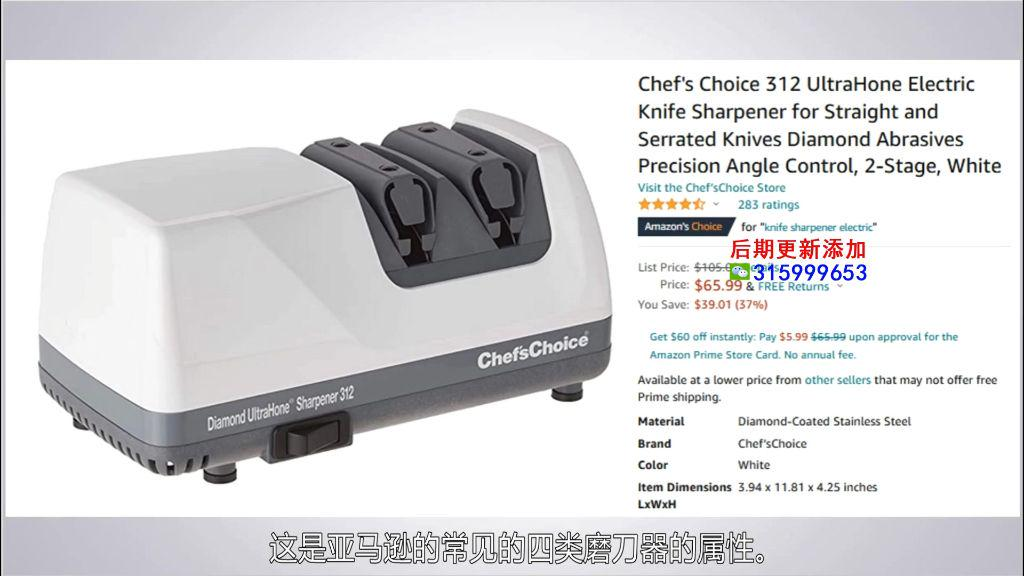 Chef's Choice 312 UltraHone Electric
Knife Sharpener for Straight and
Serrated Knives Diamond Abrasives
Precision Angle Control, 2-Stage, White
Visit the Chef'sChoice Store
283 ratings
Amazon's Choice for "knife sharpener electric"
后期更新添加
List Price: $105.0
315999653
Price: $65.99 & FREE Returns
You Save: $39.01 (37%)
Get $60 off instantly: Pay $5.99 $65.99 upon approval for the
Amazon Prime Store Card. No annual fee.
Available at a lower price from other sellers that may not offer free
Prime shipping.
Material Diamond-Coated Stainless Steel
Brand Chef'sChoice
Color White
Item Dimensions 3.94 x 11.81 x 4.25 inches
LxWxH
Chef'sChoice®
Diamond UltraHone® Sharpener 312
这是亚马逊的常见的四类磨刀器的属性。